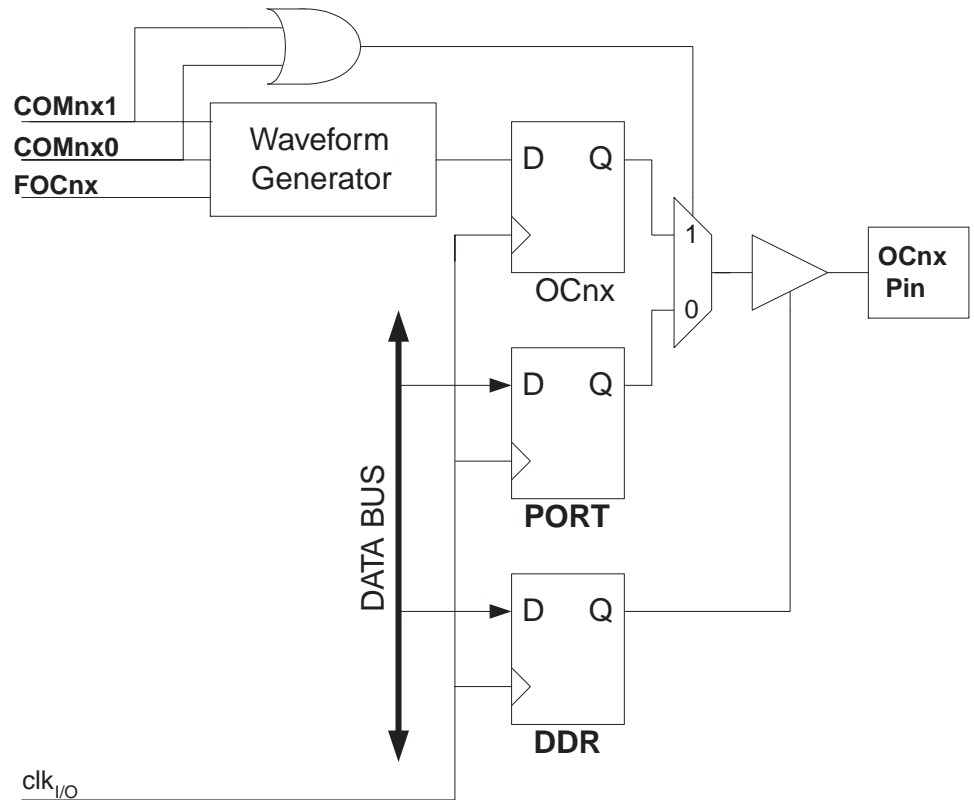 COMnx1
COMnx0
FOCnx
Waveform
Generator
D Q
OCnx
1
0
OCnx
Pin
D Q
PORT
DATA BUS
D Q
DDR
clkI/O